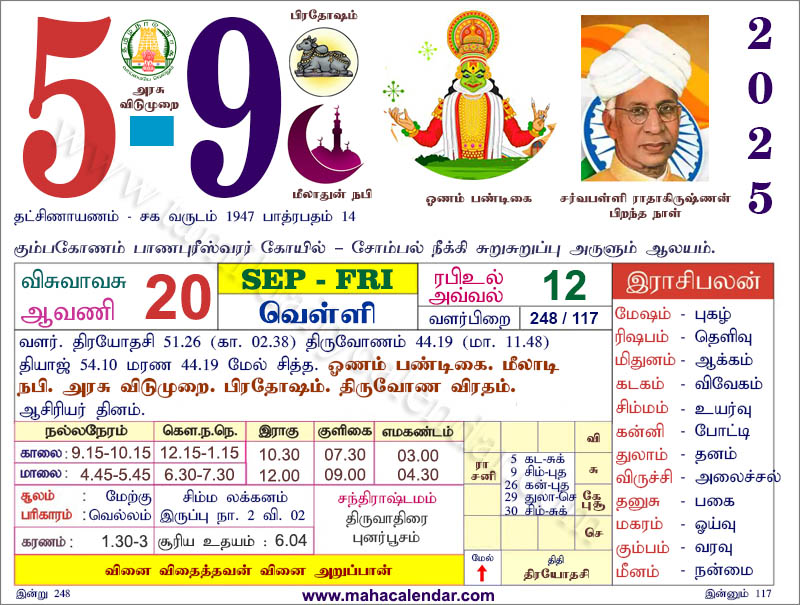 5-9
2025
பிரதோஷம்
அரசு
விடுமுறை
மீலாதுன் நபி
ஓணம் பண்டிகை
சர்வபள்ளி ராதாகிருஷ்ணன்
பிறந்த நாள்
தட்சிணாயணம் - சக வருடம் 1947 பாத்ரபதம் 14
கும்பகோணம் பாணபுரீஸ்வரர் கோயில் – சோம்பல் நீக்கி சுறுசுறுப்பு அருளும் ஆலயம்.
விசுவாவசு
ஆவணி 20
SEP - FRI
வெள்ளி
ரபிஉல்
அவ்வல் 12
வளர்பிறை 248 / 117
வளர். திரயோதசி 51.26 (கா. 02.38) திருவோணம் 44.19 (மா. 11.48)
தியாஜ் 54.10 மரண 44.19 மேல் சித்த. ஓணம் பண்டிகை. மீலாடி
நபி. அரசு விடுமுறை. பிரதோஷம். திருவோண விரதம்.
ஆசிரியர் தினம்.
இராசிபலன்
மேஷம் - புகழ்
ரிஷபம் - தெளிவு
மிதுனம் - ஆக்கம்
கடகம் - விவேகம்
சிம்மம் - உயர்வு
கன்னி - போட்டி
துலாம் - தனம்
விருச்சி - அலைச்சல்
தனுசு - பகை
மகரம் - ஓய்வு
கும்பம் - வரவு
மீனம் - நன்மை
நல்லநேரம் கௌ.ந.நே. இராகு குளிகை எமகண்டம்
காலை: 9.15-10.15 12.15-1.15 10.30 07.30 03.00
மாலை: 4.45-5.45 6.30-7.30 12.00 09.00 04.30
சூலம் : மேற்கு
பரிகாரம் : வெல்லம்
சிம்ம லக்கனம்
இருப்பு நா. 2 வி. 02
கரணம் : 1.30-3 சூரிய உதயம் : 6.04
சந்திராஷ்டமம்
திருவாதிரை
புனர்பூசம்
வினை விதைத்தவன் வினை அறுப்பான்
வி
ரா
சனி
சு
கே
சூ
செ
5 கட-சுக்
9 சிம்-புத
26 கன்-புத
29 துலா-செ
30 சிம்-சுக்
மேல்
திதி
திரயோதசி
இன்று 248
www.mahacalendar.com
இன்னும் 117